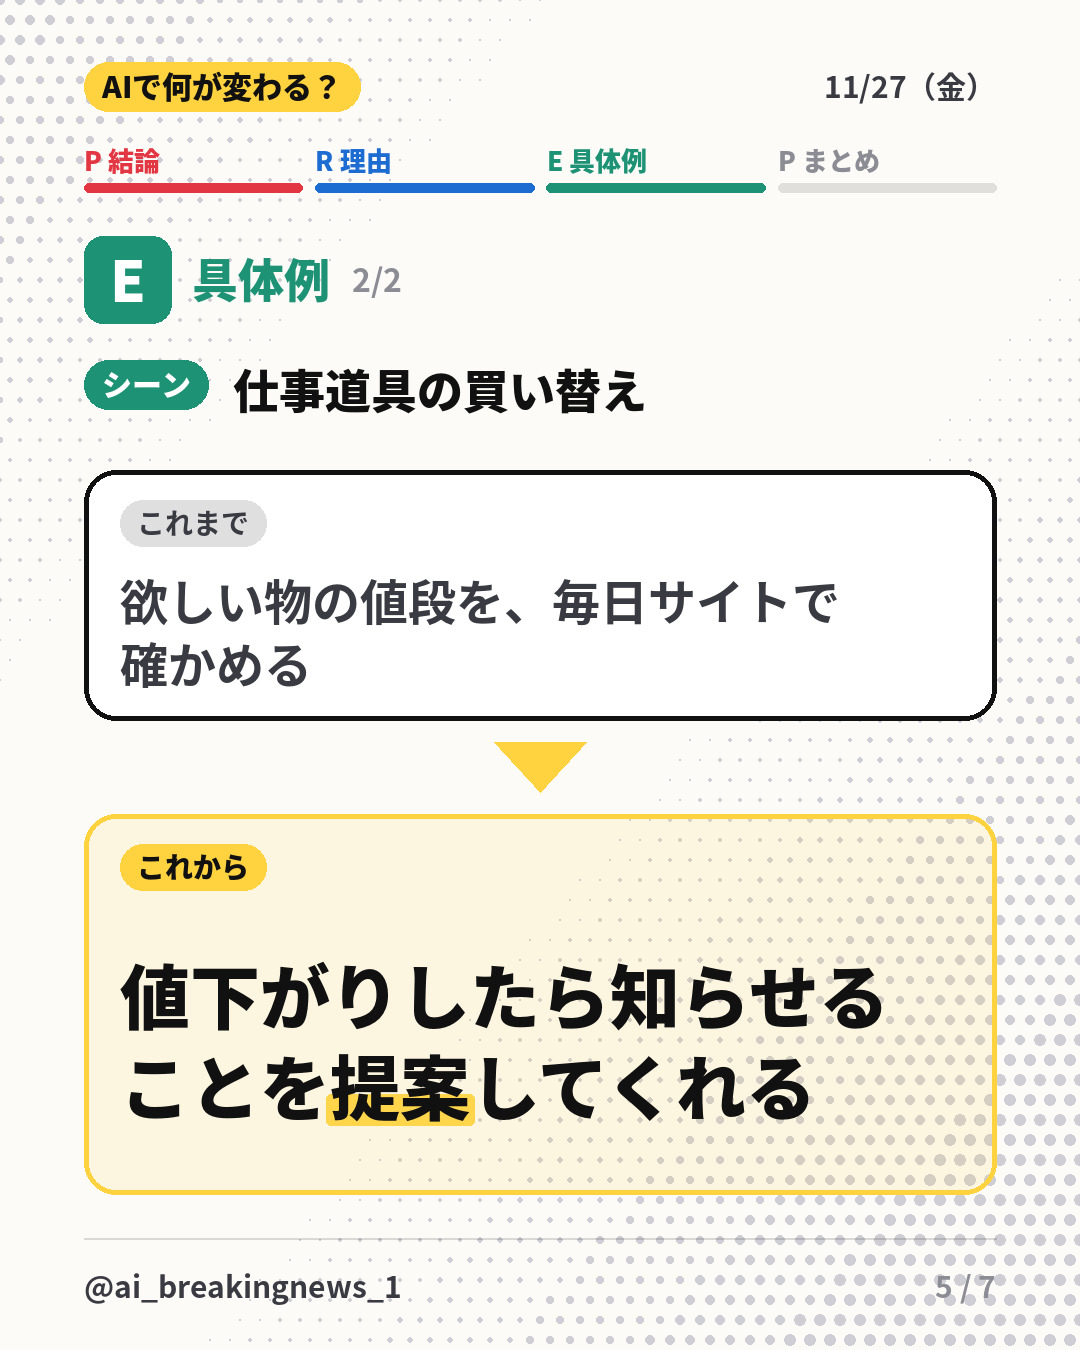 AIで何が変わる？
11/27（金）
P 結論
R 理由
E 具体例
P まとめ
E 具体例 2/2
シーン 仕事道具の買い替え
これまで
欲しい物の値段を、毎日サイトで
確かめる
これから
値下がりしたら知らせる
ことを提案してくれる
@ai_breakingnews_1
5 / 7